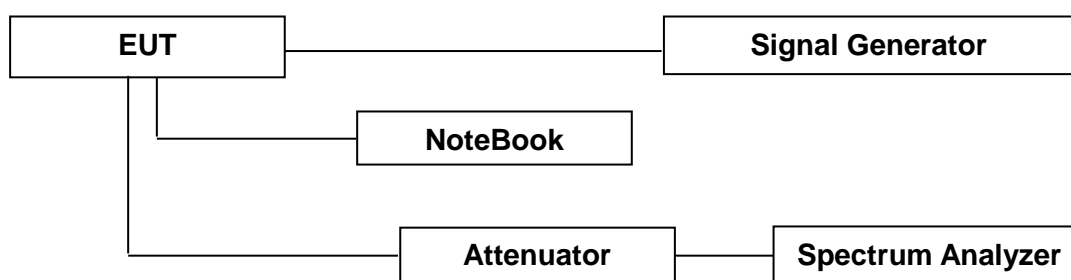 EUT
Signal Generator
NoteBook
Attenuator
Spectrum Analyzer